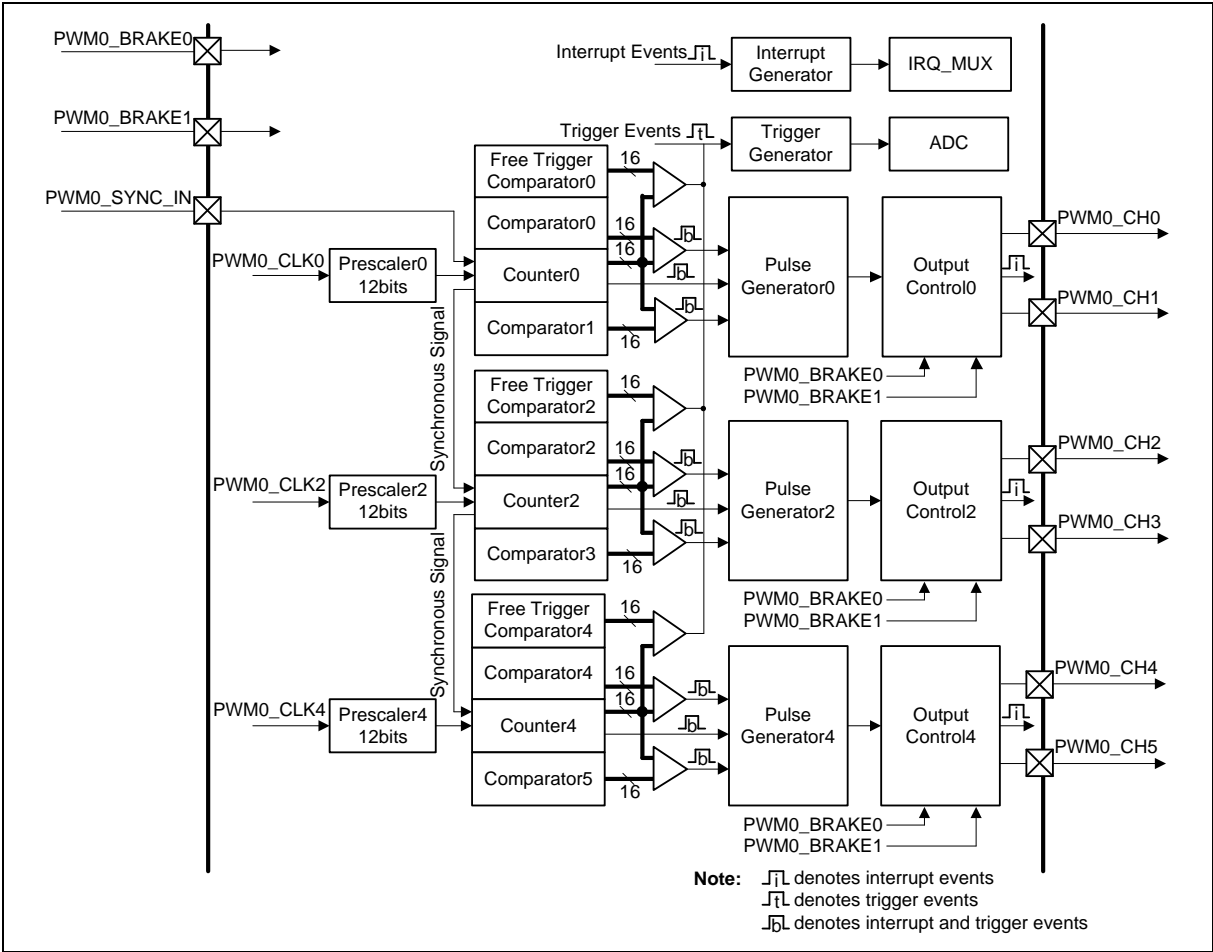 PWM0_BRAKE0
PWM0_BRAKE1
PWM0_SYNC_IN
Interrupt Events i
Interrupt
Generator
IRQ_MUX
Trigger Events t
Trigger
Generator
ADC
PWM0_CLK0
Prescaler0
12bits
Synchronous Signal
Free Trigger
Comparator0
Comparator0
Counter0
Comparator1
16
16
16
16
b
b
b
Pulse
Generator0
Output
Control0
PWM0_CH0
i
PWM0_CH1
PWM0_BRAKE0
PWM0_BRAKE1
PWM0_CLK2
Prescaler2
12bits
Synchronous Signal
Free Trigger
Comparator2
Comparator2
Counter2
Comparator3
16
16
16
16
b
b
b
Pulse
Generator2
Output
Control2
PWM0_CH2
i
PWM0_CH3
PWM0_BRAKE0
PWM0_BRAKE1
PWM0_CLK4
Prescaler4
12bits
Free Trigger
Comparator4
Comparator4
Counter4
Comparator5
16
16
16
16
b
b
b
Pulse
Generator4
Output
Control4
PWM0_CH4
i
PWM0_CH5
PWM0_BRAKE0
PWM0_BRAKE1
Note: i denotes interrupt events
t denotes trigger events
b denotes interrupt and trigger events